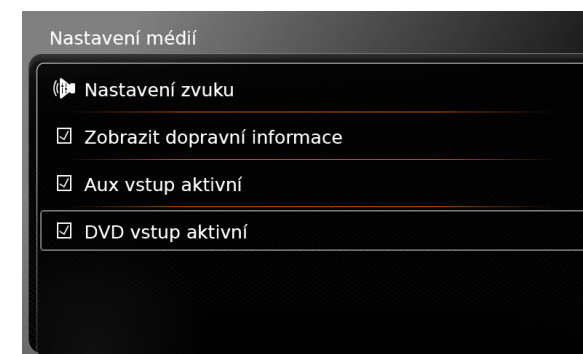 Nastavení médií
Nastavení zvuku
Zobrazit dopravní informace
Aux vstup aktivní
DVD vstup aktivní